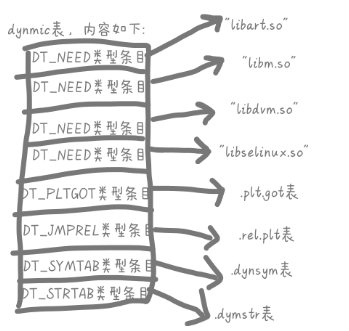 dynmic表，内容如下:
DT_NEED类型条目 "libart.so"
DT_NEED类型条目 "libm.so"
DT_NEED类型条目 "libdvm.so"
DT_NEED类型条目 "libselinux.so"
DT_PLTGOT类型条目 .plt.got表
DT_JMPREL类型条目 .rel.plt表
DT_SYMTAB类型条目 .dynsym表
DT_STRTAB类型条目 .dymstr表